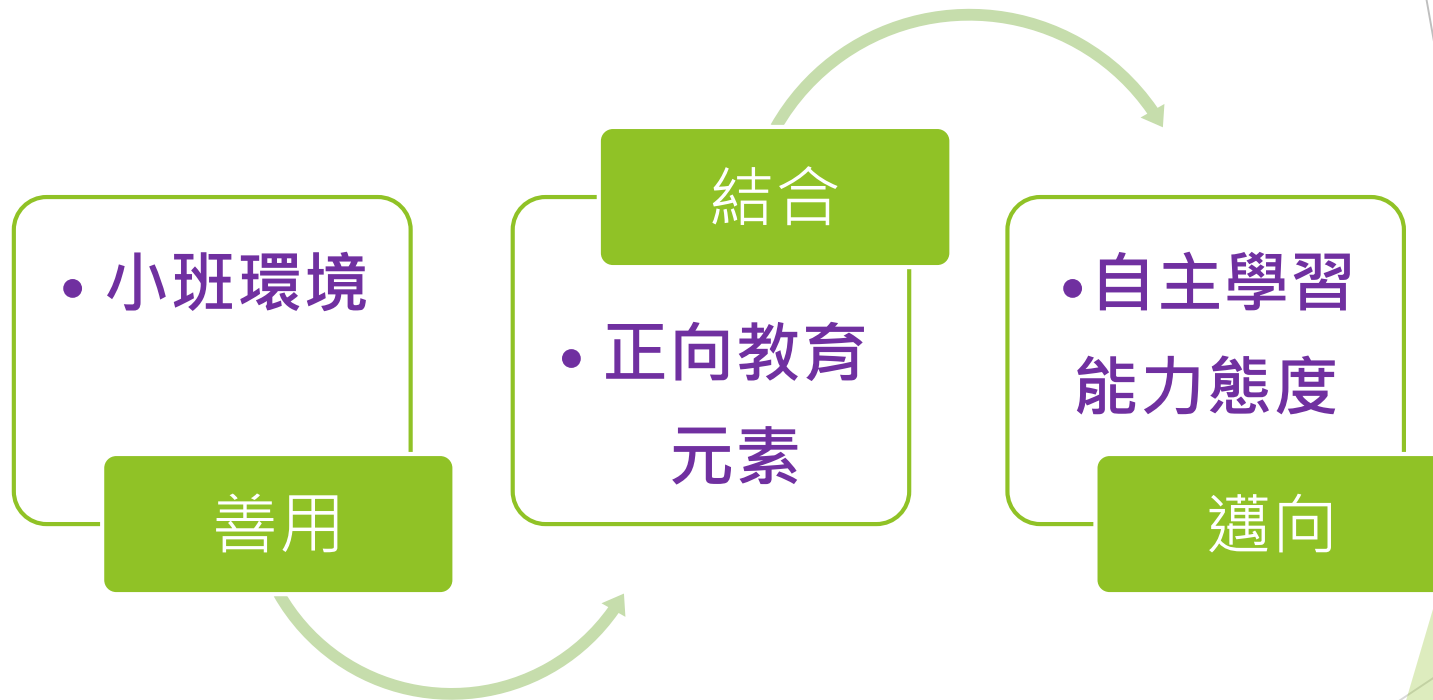 • 小班環境
善用
結合
• 正向教育
元素
•自主學習
能力態度
邁向